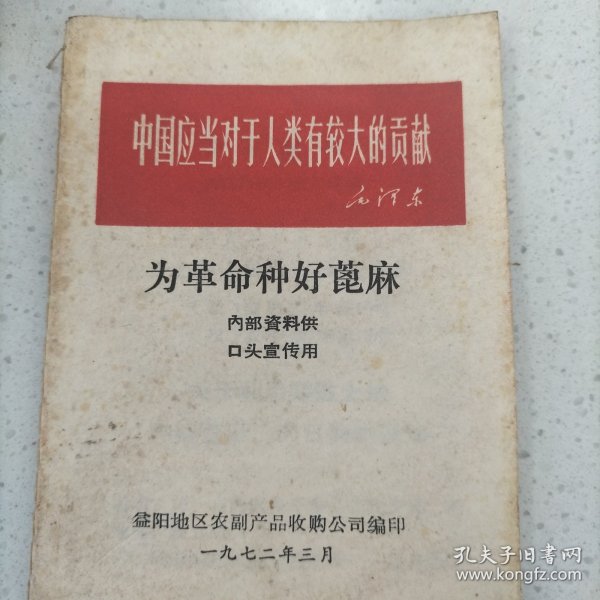 中国应当对于人类有较大的贡献
毛泽东
为革命种好蓖麻
内部資料供
口头宣传用
益阳地区农副产品收购公司编印
一九七二年三月
孔夫子旧书网
www.kongfz.com